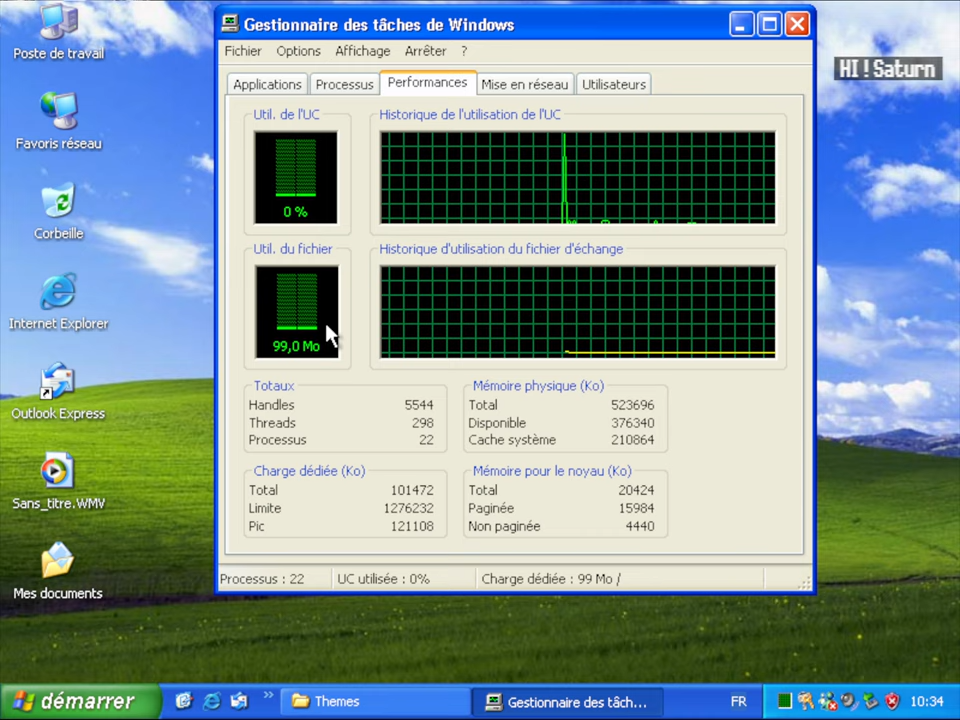 Poste de travail
Favoris réseau
Corbeille
Internet Explorer
Outlook Express
Sans_titre.WMV
Mes documents
HI!Saturn
Gestionnaire des tâches de Windows
Fichier Options Affichage Arrêter ?
Applications Processus Performances Mise en réseau Utilisateurs
Util. de l'UC
0 %
Historique de l'utilisation de l'UC
Util. du fichier
99,0 Mo
Historique d'utilisation du fichier d'échange
Totaux
Handles 5544
Threads 298
Processus 22
Mémoire physique (Ko)
Total 523696
Disponible 376340
Cache système 210864
Charge dédiée (Ko)
Total 101472
Limite 1276232
Pic 121108
Mémoire pour le noyau (Ko)
Total 20424
Paginée 15984
Non paginée 4440
Processus : 22 UC utilisée : 0% Charge dédiée : 99 Mo /
démarrer » Themes Gestionnaire des tâch... FR 10:34